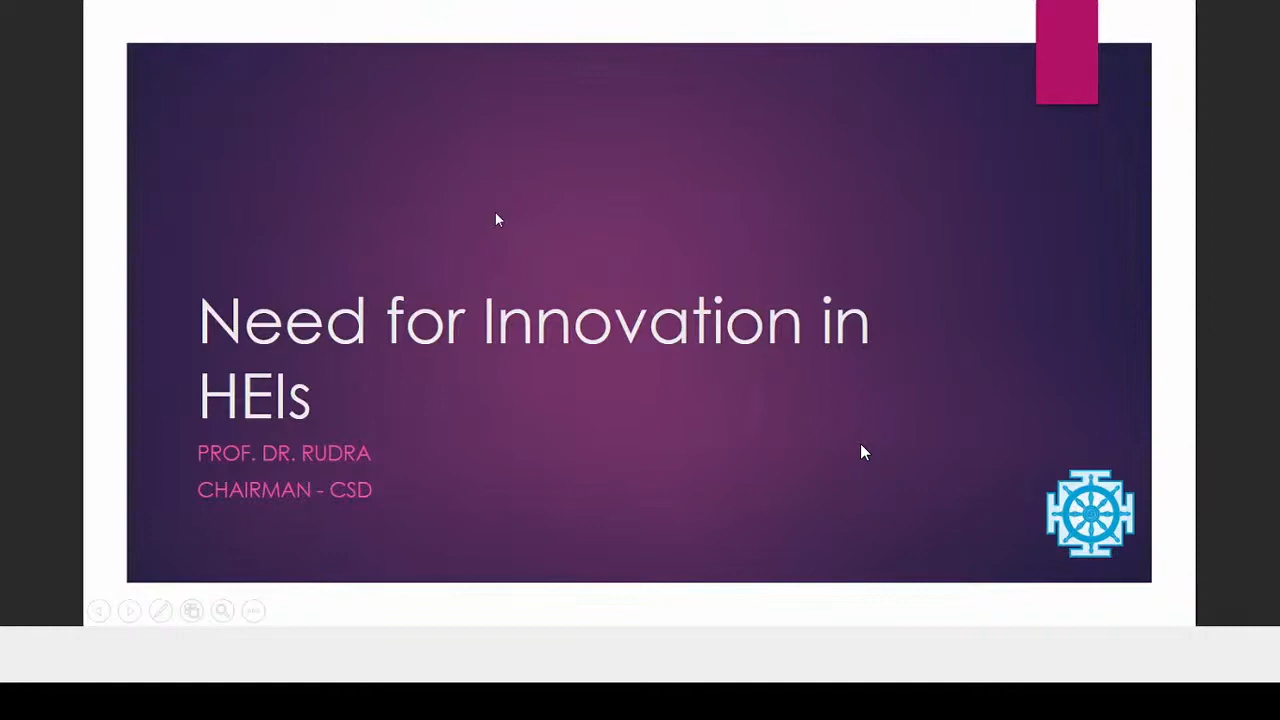 Need for Innovation in
HEIs
PROF. DR. RUDRA
CHAIRMAN - CSD